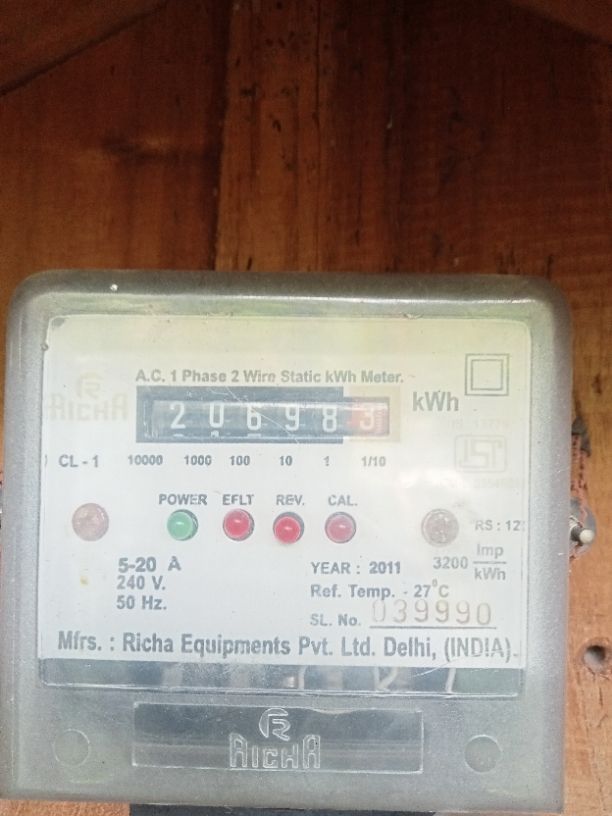 A.C. 1 Phase 2 Wire Static kWh Meter.
RICHA
2 0 6 9 8 3 kWh
CL - 1 10000 1000 100 10 1 1/10
POWER EFLT REV. CAL.
RS : 12
5-20 A
240 V.
50 Hz.
YEAR : 2011
3200 Imp/kWh
Ref. Temp. - 27°C
SL. No. 039990
Mfrs. : Richa Equipments Pvt. Ltd. Delhi, (INDIA).
RICHA